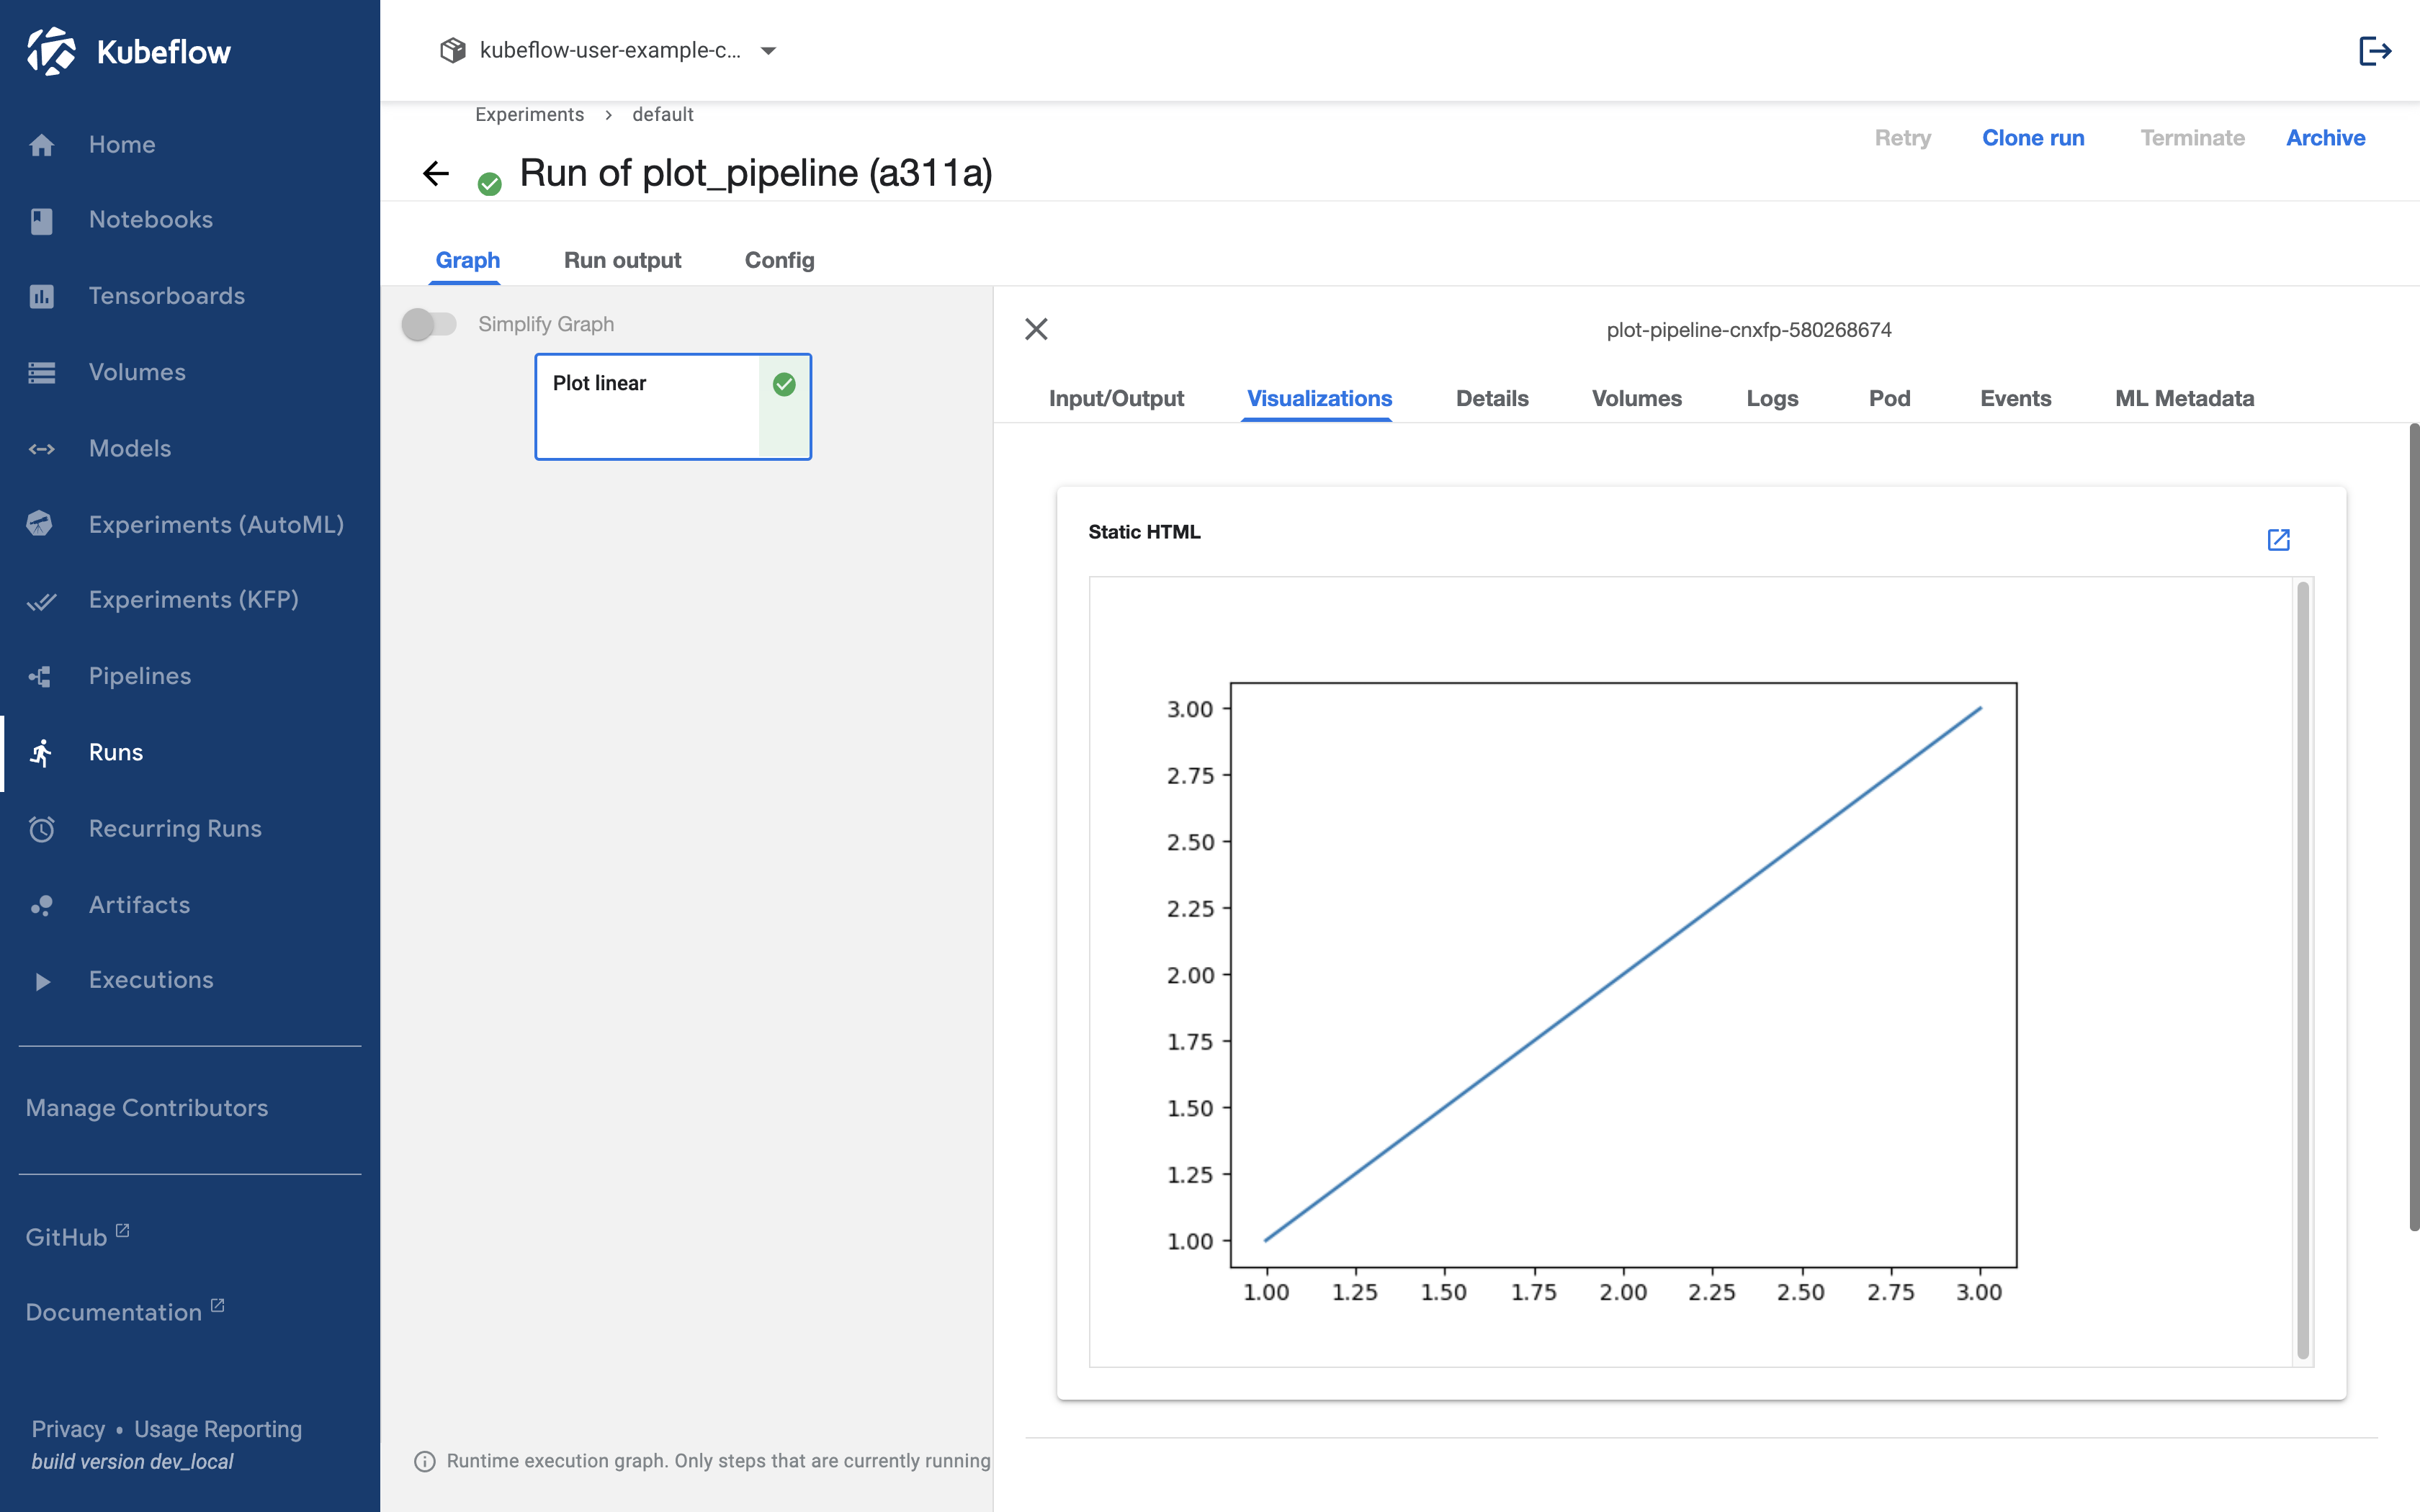 Kubeflow
Home
Notebooks
Tensorboards
Volumes
Models
Experiments (AutoML)
Experiments (KFP)
Pipelines
Runs
Recurring Runs
Artifacts
Executions
Manage Contributors
GitHub
Documentation
Privacy • Usage Reporting
build version dev_local
kubeflow-user-example-c...
Experiments > default
Run of plot_pipeline (a311a)
Retry Clone run Terminate Archive
Graph Run output Config
Simplify Graph
Plot linear
Runtime execution graph. Only steps that are currently running
plot-pipeline-cnxfp-580268674
Input/Output Visualizations Details Volumes Logs Pod Events ML Metadata
Static HTML
3.00
2.75
2.50
2.25
2.00
1.75
1.50
1.25
1.00
1.00 1.25 1.50 1.75 2.00 2.25 2.50 2.75 3.00